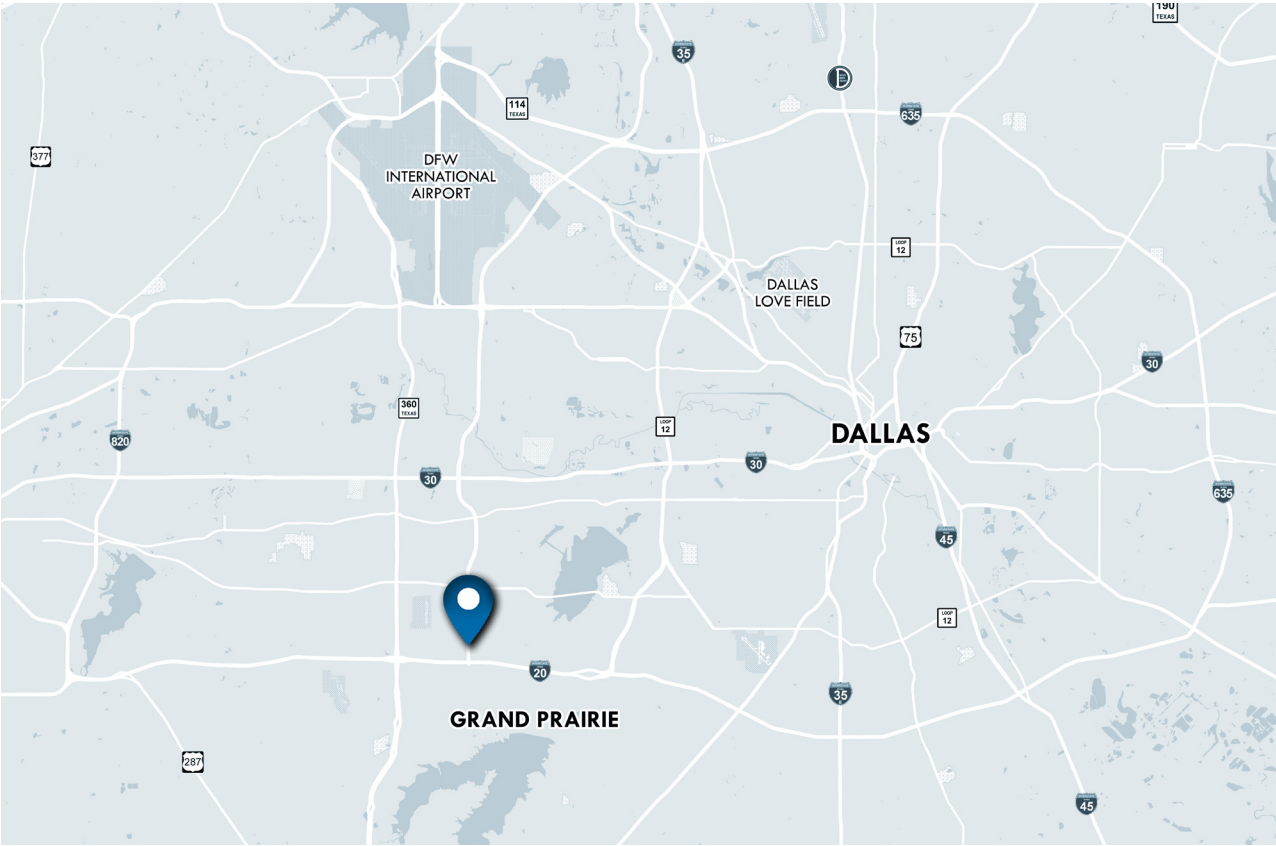 190
TEXAS
35
E
114
TEXAS
635
377
DFW
INTERNATIONAL
AIRPORT
LOOP
12
DALLAS
LOVE FIELD
75
30
360
TEXAS
LOOP
12
DALLAS
820
30
30
635
45
LOOP
12
20
35
E
GRAND PRAIRIE
287
45